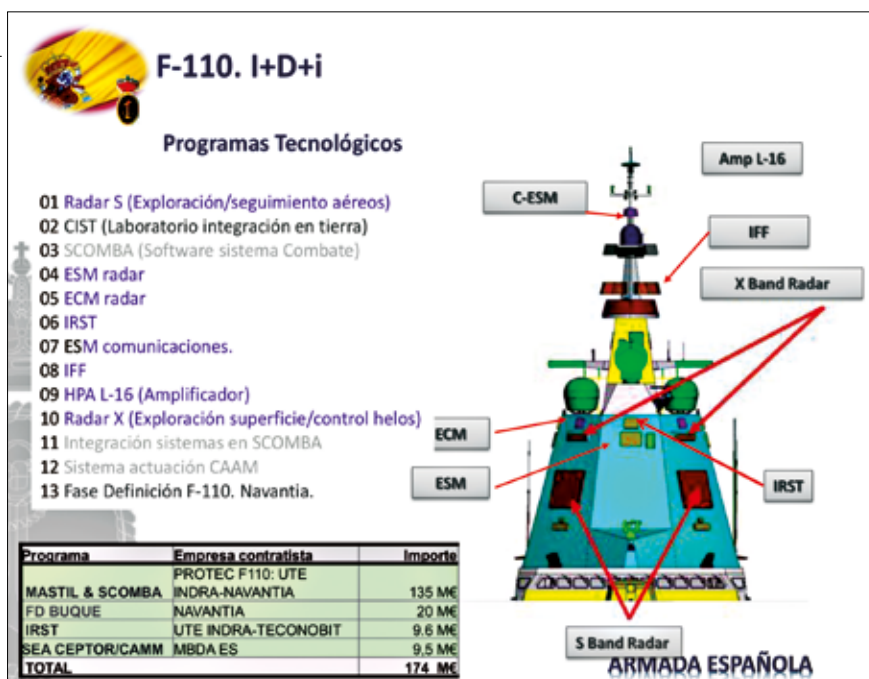 F-110. I+D+i
Programas Tecnológicos
01 Radar S (Exploración/seguimiento aéreos)
02 CIST (Laboratorio integración en tierra)
03 SCOMBA (Software sistema Combate)
04 ESM radar
05 ECM radar
06 IRST
07 ESM comunicaciones.
08 IFF
09 HPA L-16 (Amplificador)
10 Radar X (Exploración superficie/control helos)
11 Integración sistemas en SCOMBA
12 Sistema actuación CAAM
13 Fase Definición F-110. Navantia.
Amp L-16
C-ESM
IFF
X Band Radar
ECM
ESM
IRST
S Band Radar
Programa Empresa contratista Importe
MASTIL & SCOMBA PROTEC F110: UTE INDRA-NAVANTIA 135 M€
FD BUQUE NAVANTIA 20 M€
IRST UTE INDRA-TECONOBIT 9.6 M€
SEA CEPTOR/CAMM MBDA ES 9,5 M€
TOTAL 174 M€
ARMADA ESPAÑOLA